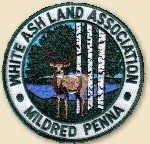 WHITE ASH LAND ASSOCIATION
MILDRED PENNA